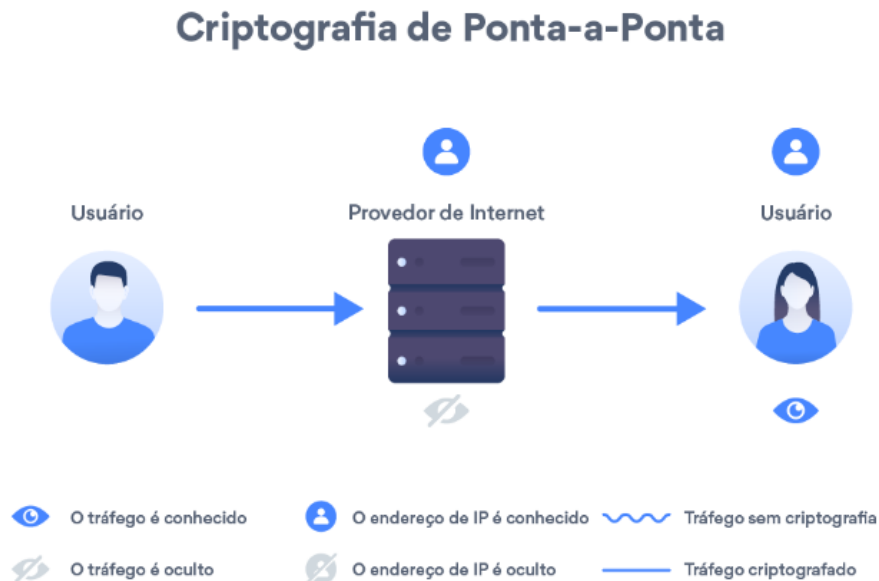 Criptografia de Ponta-a-Ponta
Usuário
Provedor de Internet
Usuário
O tráfego é conhecido
O endereço de IP é conhecido
Tráfego sem criptografia
O tráfego é oculto
O endereço de IP é oculto
Tráfego criptografado